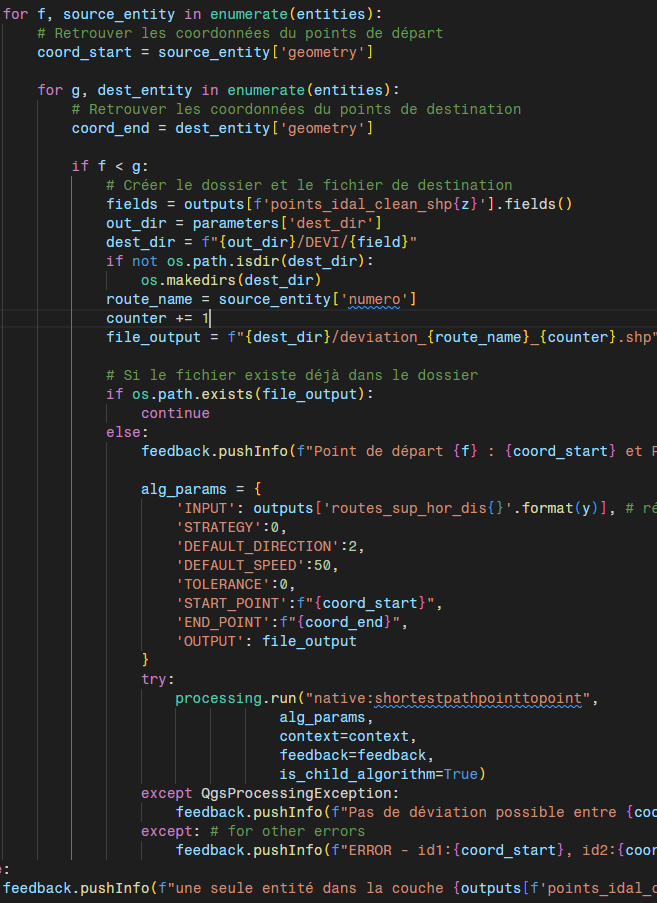 for f, source_entity in enumerate(entities):
# Retrouver les coordonnées du points de départ
coord_start = source_entity['geometry']
for g, dest_entity in enumerate(entities):
# Retrouver les coordonnées du points de destination
coord_end = dest_entity['geometry']
if f < g:
# Créer le dossier et le fichier de destination
fields = outputs[f'points_idal_clean_shp{z}'].fields()
out_dir = parameters['dest_dir']
dest_dir = f"{out_dir}/DEVI/{field}"
if not os.path.isdir(dest_dir):
os.makedirs(dest_dir)
route_name = source_entity['numero']
counter += 1
file_output = f"{dest_dir}/deviation_{route_name}_{counter}.shp"
# Si le fichier existe déjà dans le dossier
if os.path.exists(file_output):
continue
else:
feedback.pushInfo(f"Point de départ {f} : {coord_start} et P
alg_params = {
'INPUT': outputs['routes_sup_hor_dis{}'.format(y)], # ré
'STRATEGY':0,
'DEFAULT_DIRECTION':2,
'DEFAULT_SPEED':50,
'TOLERANCE':0,
'START_POINT':f"{coord_start}",
'END_POINT':f"{coord_end}",
'OUTPUT': file_output
}
try:
processing.run("native:shortestpathpointtopoint",
alg_params,
context=context,
feedback=feedback,
is_child_algorithm=True)
except QgsProcessingException:
feedback.pushInfo(f"Pas de déviation possible entre {coo
except: # for other errors
feedback.pushInfo(f"ERROR - id1:{coord_start}, id2:{coor
:
feedback.pushInfo(f"une seule entité dans la couche {outputs[f'points_idal_c